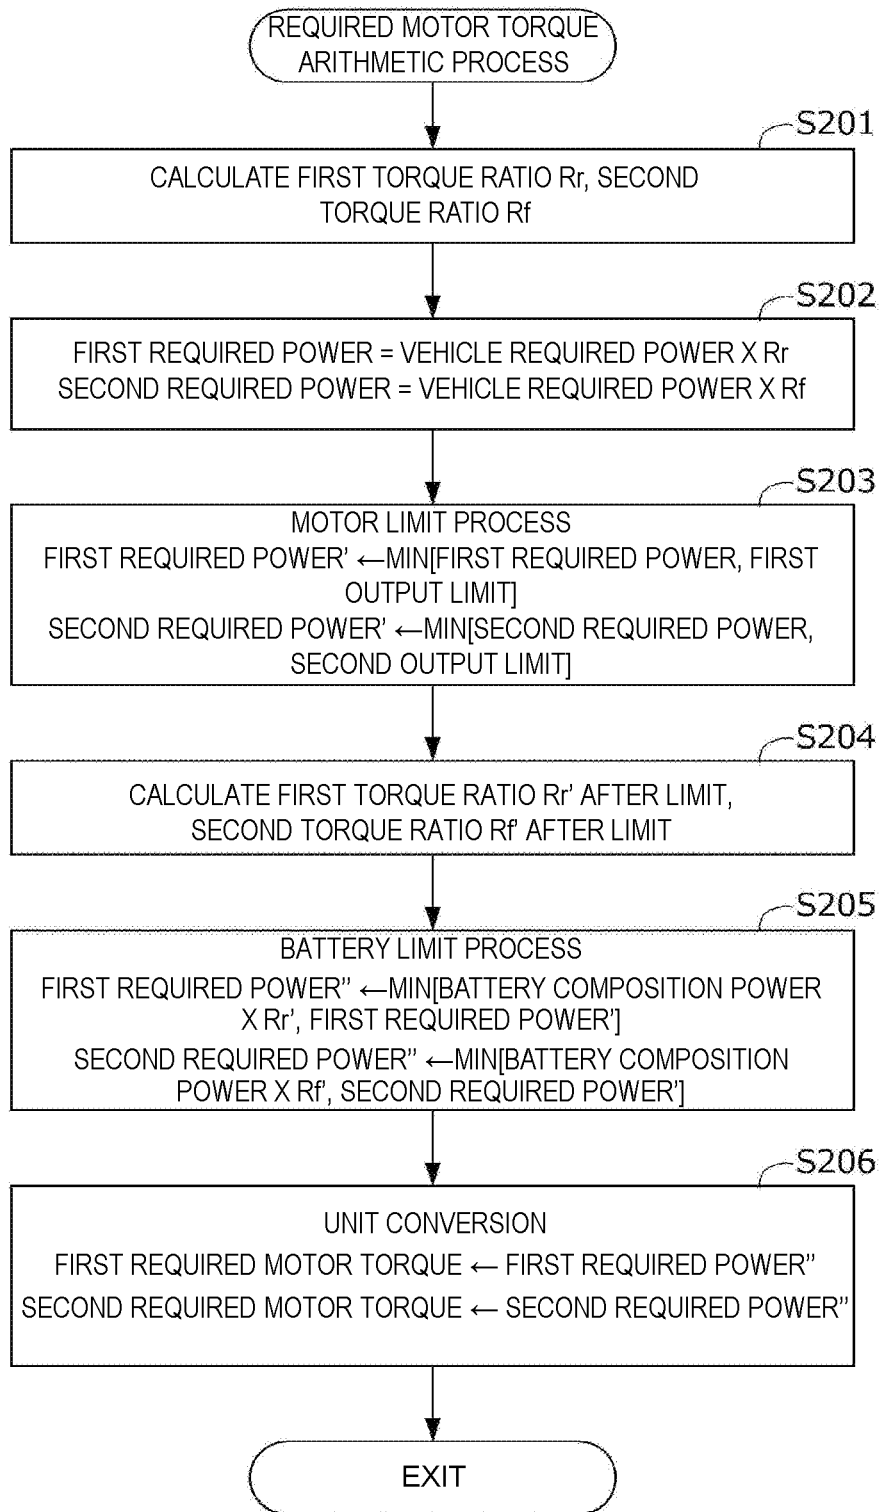 REQUIRED MOTOR TORQUE
ARITHMETIC PROCESS
S201
CALCULATE FIRST TORQUE RATIO Rr, SECOND
TORQUE RATIO Rf
S202
FIRST REQUIRED POWER = VEHICLE REQUIRED POWER X Rr
SECOND REQUIRED POWER = VEHICLE REQUIRED POWER X Rf
S203
MOTOR LIMIT PROCESS
FIRST REQUIRED POWER' ←MIN[FIRST REQUIRED POWER, FIRST
OUTPUT LIMIT]
SECOND REQUIRED POWER' ←MIN[SECOND REQUIRED POWER,
SECOND OUTPUT LIMIT]
S204
CALCULATE FIRST TORQUE RATIO Rr' AFTER LIMIT,
SECOND TORQUE RATIO Rf' AFTER LIMIT
S205
BATTERY LIMIT PROCESS
FIRST REQUIRED POWER” ←MIN[BATTERY COMPOSITION POWER
X Rr', FIRST REQUIRED POWER']
SECOND REQUIRED POWER” ←MIN[BATTERY COMPOSITION
POWER X Rf', SECOND REQUIRED POWER']
S206
UNIT CONVERSION
FIRST REQUIRED MOTOR TORQUE ← FIRST REQUIRED POWER”
SECOND REQUIRED MOTOR TORQUE ← SECOND REQUIRED POWER”
EXIT